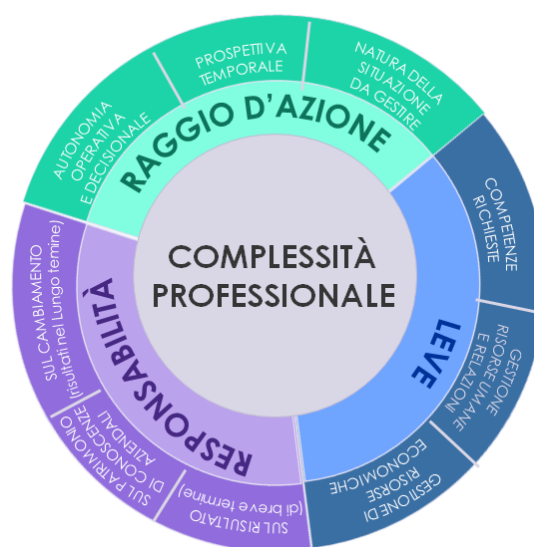 COMPLESSITÀ
PROFESSIONALE
RAGGIO D'AZIONE
AUTONOMIA
OPERATIVA
E DECISIONALE
PROSPETTIVA
TEMPORALE
NATURA DELLA
SITUAZIONE
DA GESTIRE
LEVE
COMPETENZE
RICHIESTE
GESTIONE
RISORSE UMANE
E RELAZIONI
GESTIONE DI
RISORSE
ECONOMICHE
RESPONSABILITÀ
SUL RISULTATO
(di breve termine)
SUL PATRIMONIO
DI CONOSCENZE
AZIENDALI
SUL CAMBIAMENTO
(risultati nel Lungo temine)